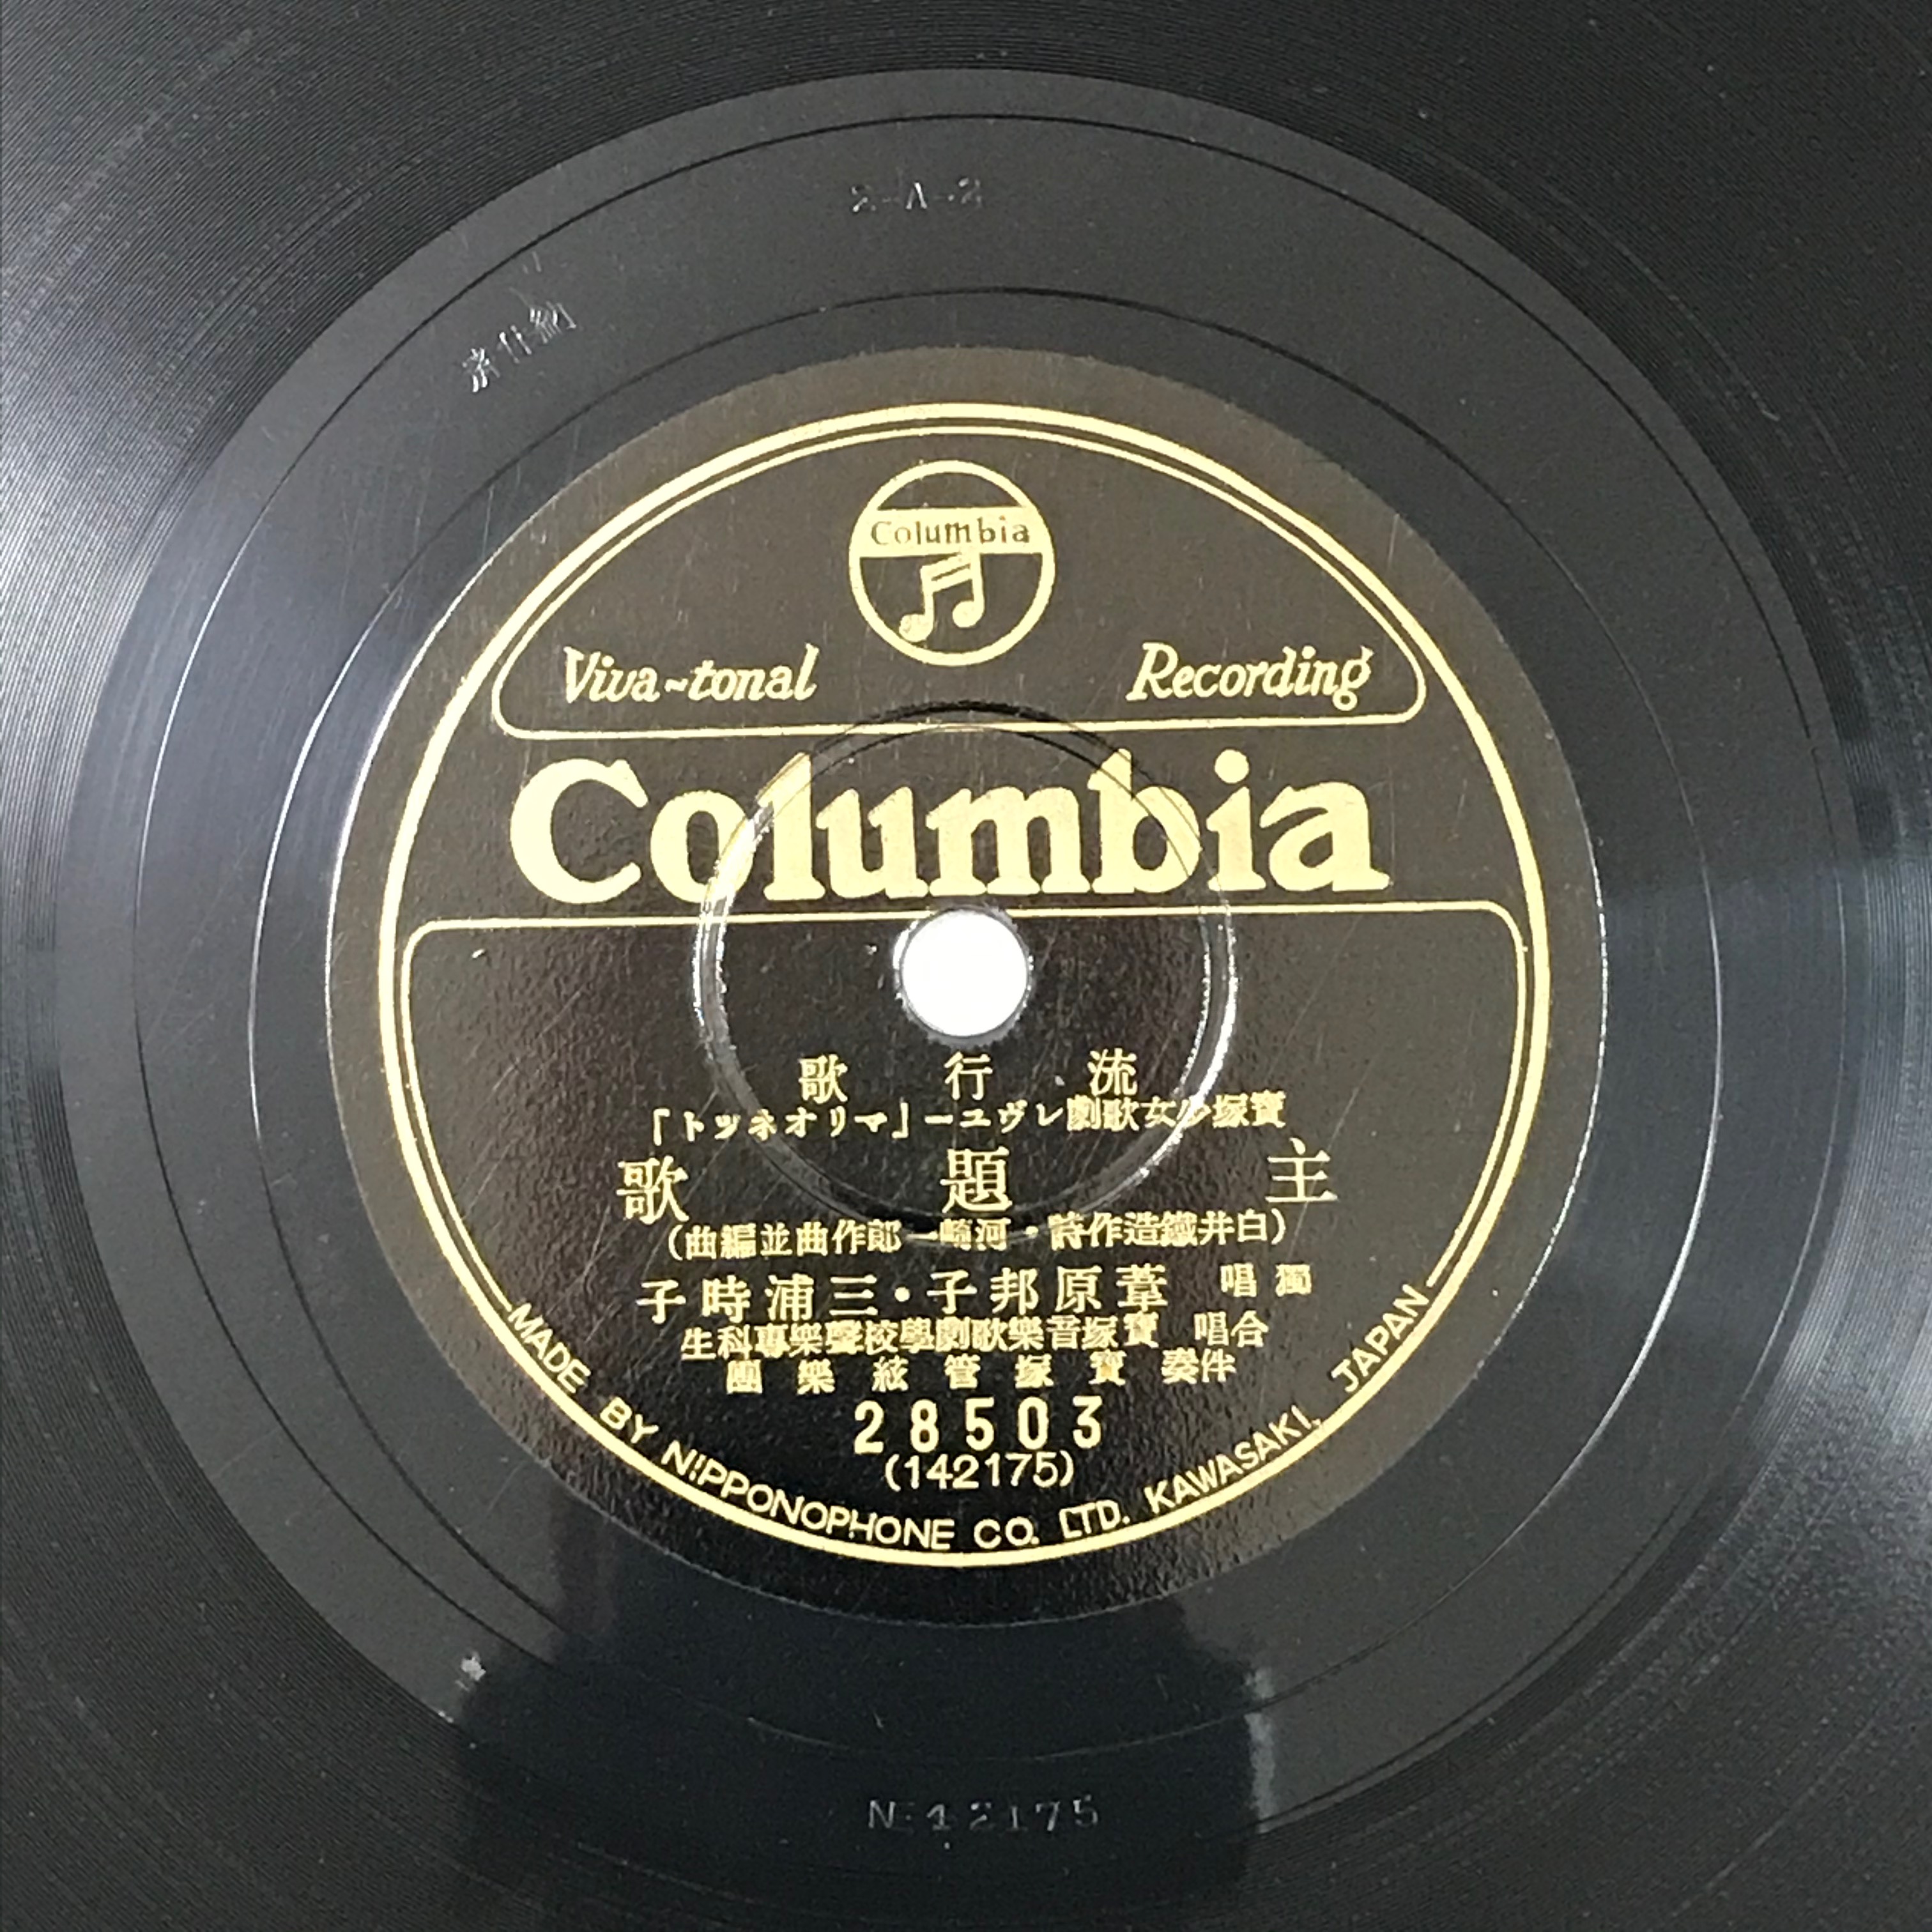 2-A-2
納付済
Columbia
Viva-tonal Recording
Columbia
流行歌
寶塚少女歌劇レヴユー「マリオネツト」
主題歌
(白井鐵造作詩・河崎一郎作曲並編曲)
獨唱 葦原邦子・三浦時子
合唱 寶塚音樂歌劇學校聲樂專科生
伴奏 寶塚管絃樂團
28503
(142175)
MADE BY NIPPONOPHONE CO. LTD. KAWASAKI, JAPAN
42175